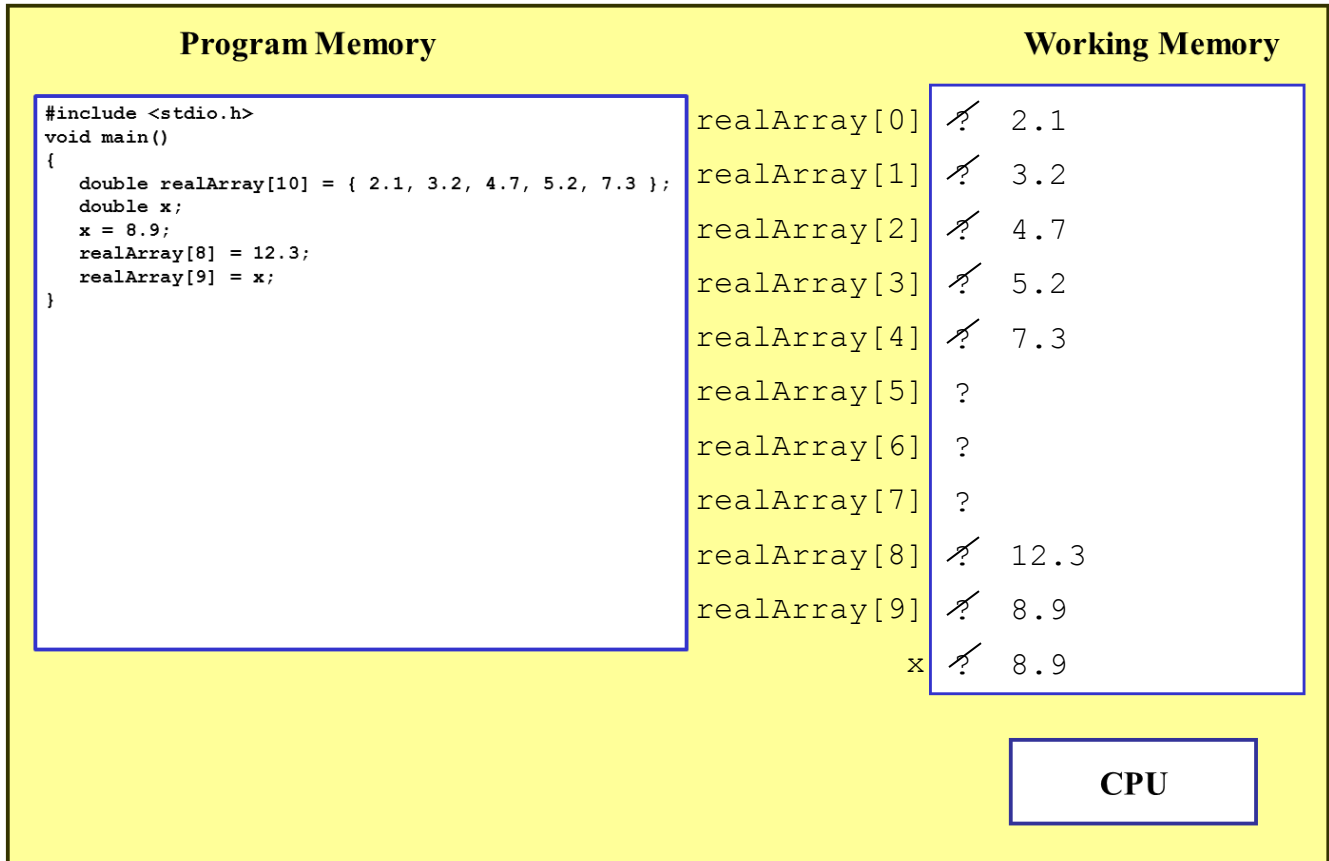 Program Memory
Working Memory
#include <stdio.h>
void main()
{
   double realArray[10] = { 2.1, 3.2, 4.7, 5.2, 7.3 };
   double x;
   x = 8.9;
   realArray[8] = 12.3;
   realArray[9] = x;
}
realArray[0] ? 2.1
realArray[1] ? 3.2
realArray[2] ? 4.7
realArray[3] ? 5.2
realArray[4] ? 7.3
realArray[5] ?
realArray[6] ?
realArray[7] ?
realArray[8] ? 12.3
realArray[9] ? 8.9
x ? 8.9
CPU